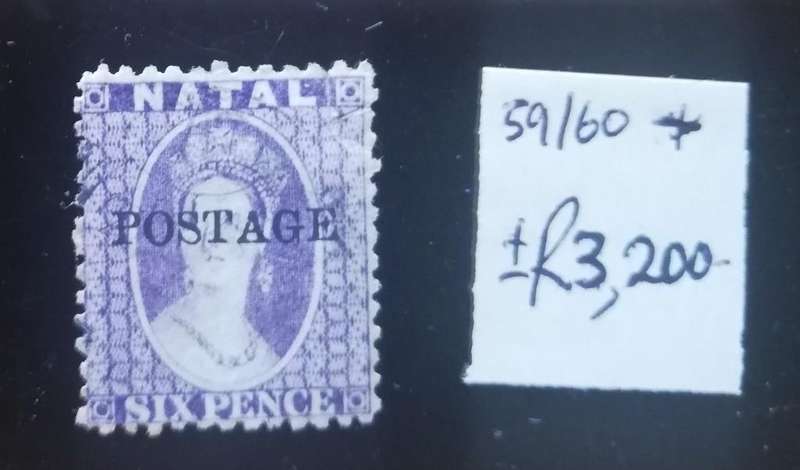 NATAL
POSTAGE
SIX PENCE
59/60 *
±R3,200-